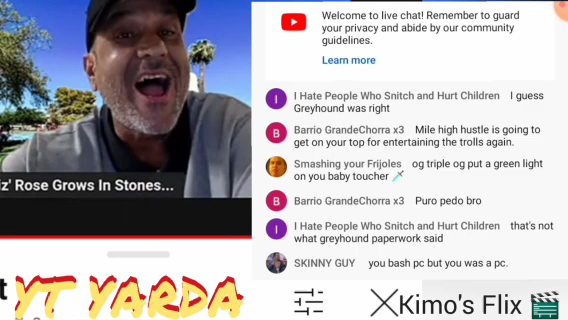 Welcome to live chat! Remember to guard
your privacy and abide by our community
guidelines.
Learn more
I Hate People Who Snitch and Hurt Children I guess
Greyhound was right
B Barrio GrandeChorra x3 Mile high hustle is going to
get on your top for entertaining the trolls again.
Smashing your Frijoles og triple og put a green light
on you baby toucher
B Barrio GrandeChorra x3 Puro pedo bro
I I Hate People Who Snitch and Hurt Children that's not
what greyhound paperwork said
SKINNY GUY you bash pc but you was a pc.
iz' Rose Grows In Stones...
YT YARDA
Kimo's Flix